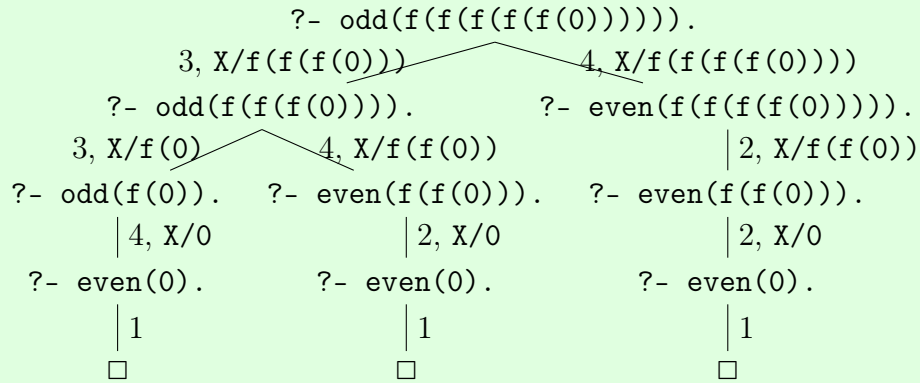 ?- odd(f(f(f(f(f(0)))))).
3, X/f(f(f(0))) 4, X/f(f(f(f(0))))
?- odd(f(f(f(0)))). ?- even(f(f(f(f(0))))).
3, X/f(0) 4, X/f(f(0)) 2, X/f(f(0))
?- odd(f(0)). ?- even(f(f(0))). ?- even(f(f(0))).
4, X/0 2, X/0 2, X/0
?- even(0). ?- even(0). ?- even(0).
1 1 1
□ □ □